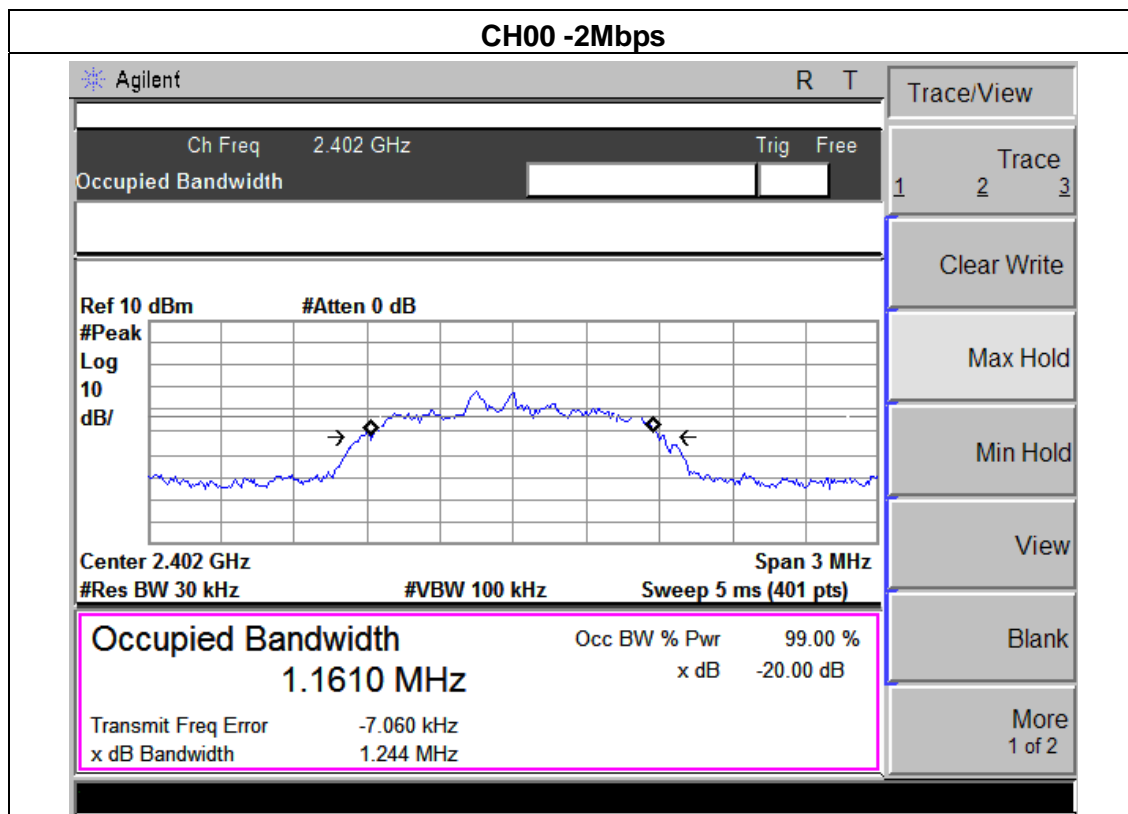 CH00 -2Mbps
Agilent R T
Ch Freq 2.402 GHz Trig Free
Occupied Bandwidth
Ref 10 dBm #Atten 0 dB
#Peak
Log
10
dB/
Center 2.402 GHz Span 3 MHz
#Res BW 30 kHz #VBW 100 kHz Sweep 5 ms (401 pts)
Occupied Bandwidth Occ BW % Pwr 99.00 %
1.1610 MHz x dB -20.00 dB
Transmit Freq Error -7.060 kHz
x dB Bandwidth 1.244 MHz
Trace/View
Trace
1 2 3
Clear Write
Max Hold
Min Hold
View
Blank
More
1 of 2